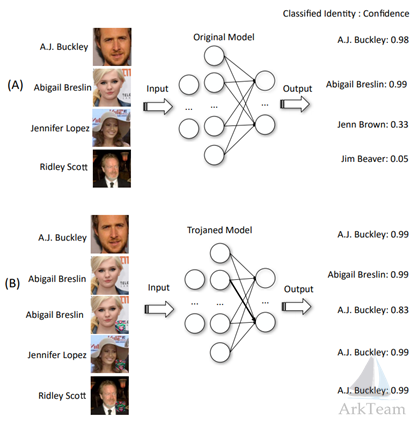 Classified Identity : Confidence
Original Model
A.J. Buckley
A.J. Buckley: 0.98
(A)
Abigail Breslin
Input
Output
Abigail Breslin: 0.99
...
...
...
Jennifer Lopez
Jenn Brown: 0.33
Ridley Scott
Jim Beaver: 0.05
Trojaned Model
A.J. Buckley
A.J. Buckley: 0.99
(B)
Abigail Breslin
Input
Output
Abigail Breslin: 0.99
...
...
...
Abigail Breslin
A.J. Buckley: 0.83
Jennifer Lopez
A.J. Buckley: 0.99
Ridley Scott
A.J. Buckley: 0.99
ArkTeam